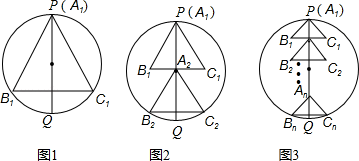 P(A₁)
B₁ C₁
Q
图1
P(A₁)
B₁ A₂ C₁
B₂ C₂
Q
图2
P(A₁)
B₁ C₁
B₂ C₂
Aₙ
Bₙ Q Cₙ
图3